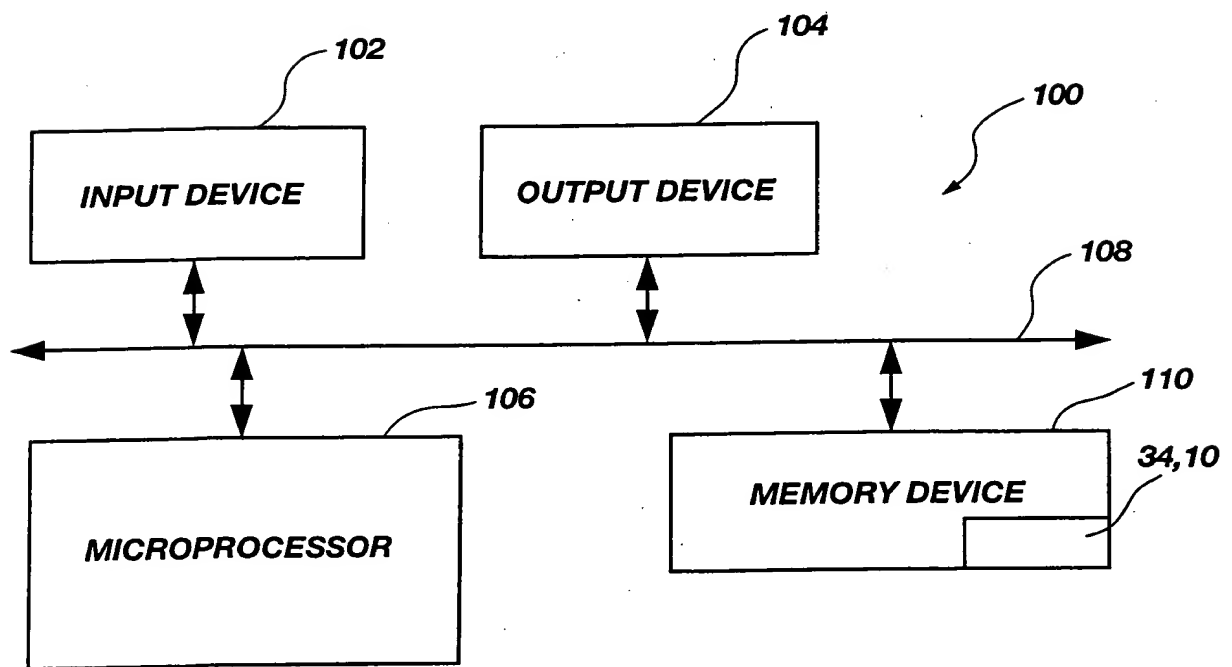 102
104
100
INPUT DEVICE
OUTPUT DEVICE
108
106
110
34,10
MEMORY DEVICE
MICROPROCESSOR